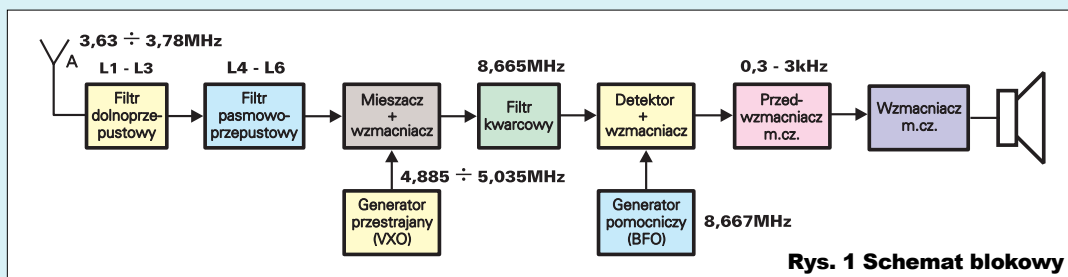 3,63 ÷ 3,78MHz
A
L1 - L3
L4 - L6
8,665MHz
0,3 - 3kHz
Filtr
dolnoprze-
pustowy
Filtr
pasmowo-
przepustowy
Mieszacz
+
wzmacniacz
Filtr
kwarcowy
Detektor
+
wzmacniacz
Przed-
wzmacniacz
m.cz.
Wzmacniacz
m.cz.
4,885 ÷ 5,035MHz
Generator
przestrajany
(VXO)
Generator
pomocniczy
(BFO)
8,667MHz
Rys. 1 Schemat blokowy